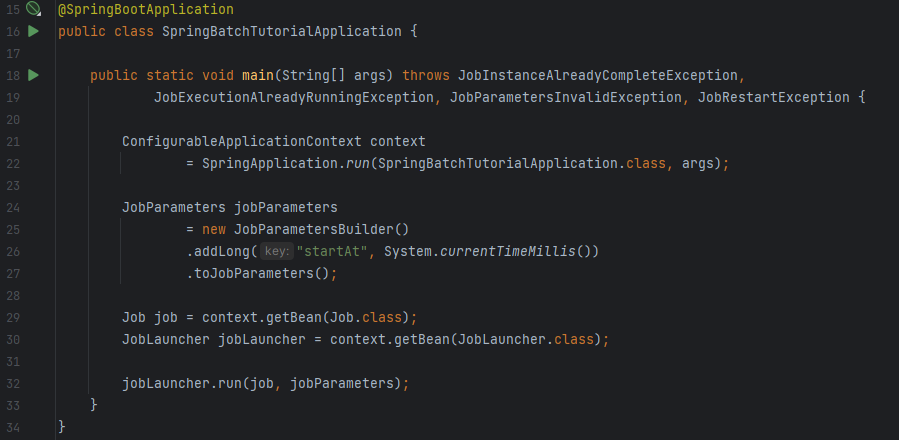 15 @SpringBootApplication
16 public class SpringBatchTutorialApplication {
17
18 public static void main(String[] args) throws JobInstanceAlreadyCompleteException,
19 JobExecutionAlreadyRunningException, JobParametersInvalidException, JobRestartException {
20
21 ConfigurableApplicationContext context
22 = SpringApplication.run(SpringBatchTutorialApplication.class, args);
23
24 JobParameters jobParameters
25 = new JobParametersBuilder()
26 .addLong( key: "startAt", System.currentTimeMillis())
27 .toJobParameters();
28
29 Job job = context.getBean(Job.class);
30 JobLauncher jobLauncher = context.getBean(JobLauncher.class);
31
32 jobLauncher.run(job, jobParameters);
33 }
34 }